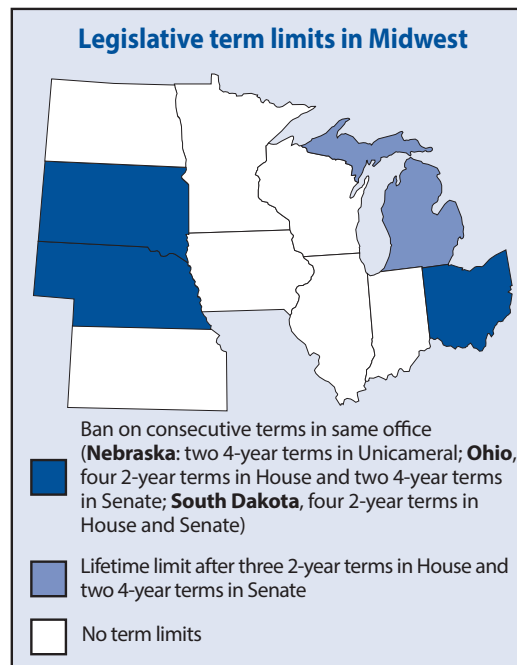 Legislative term limits in Midwest
Ban on consecutive terms in same office
(Nebraska: two 4-year terms in Unicameral; Ohio,
four 2-year terms in House and two 4-year terms
in Senate; South Dakota, four 2-year terms in
House and Senate)
Lifetime limit after three 2-year terms in House and
two 4-year terms in Senate
No term limits